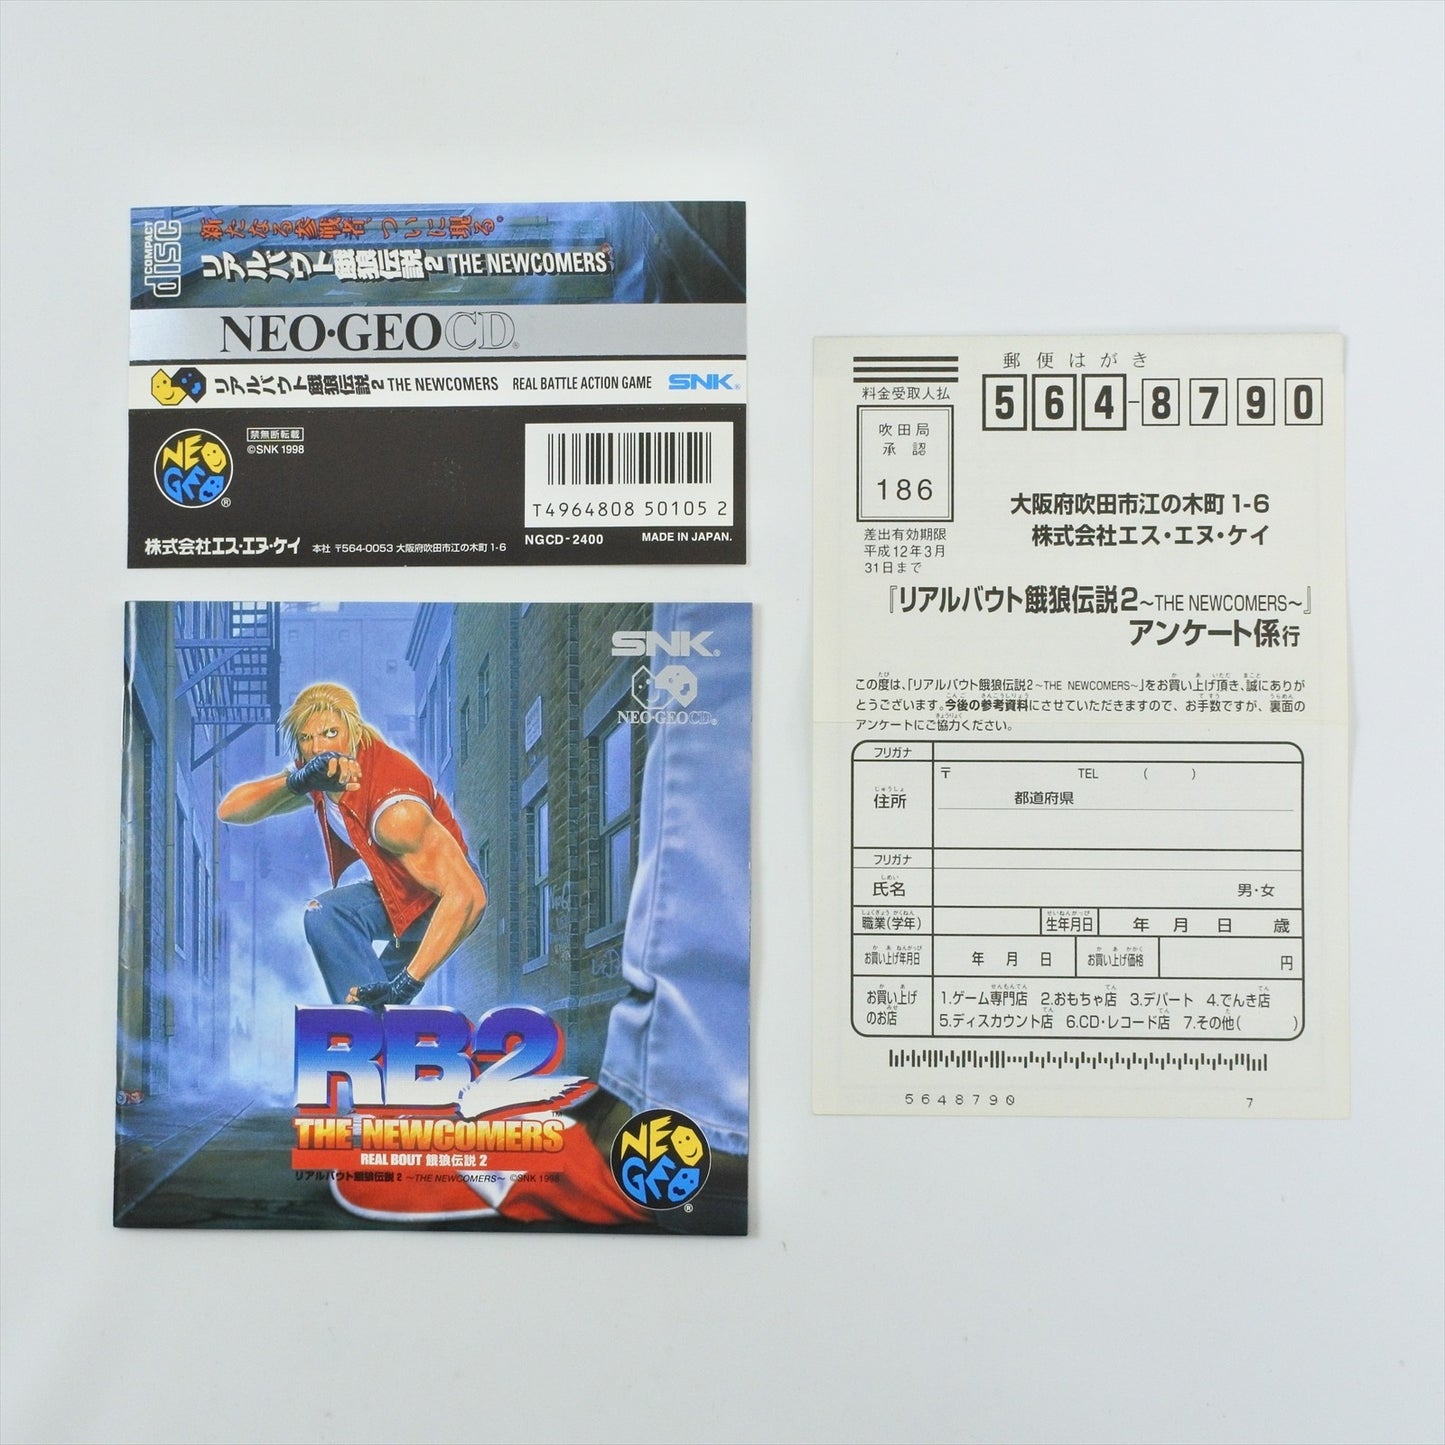 COMPACT
disc
新たなる参戦者、ついに現る。
リアルバウト餓狼伝説2 THE NEWCOMERS
NEO•GEO CD®
リアルバウト餓狼伝説2 THE NEWCOMERS REAL BATTLE ACTION GAME SNK®
NEO
GEO®
禁無断転載
©SNK 1998
T4964808 50105 2
株式会社エス・エヌ・ケイ 本社 〒564-0053 大阪府吹田市江の木町1-6
NGCD-2400 MADE IN JAPAN.
SNK®
NEO•GEO CD®
RB2
THE NEWCOMERS™
REAL BOUT 餓狼伝説2
リアルバウト餓狼伝説2 〜THE NEWCOMERS〜 ©SNK 1998
NEO
GEO®
郵便はがき
料金受取人払
564-8790
吹田局
承認
186
差出有効期限
平成12年3月
31日まで
大阪府吹田市江の木町1-6
株式会社エス・エヌ・ケイ
『リアルバウト餓狼伝説2〜THE NEWCOMERS〜』
アンケート係行
この度は、「リアルバウト餓狼伝説2〜THE NEWCOMERS〜」をお買い上げ頂き、誠にありが
とうございます。今後の参考資料にさせていただきますので、お手数ですが、裏面の
アンケートにご協力ください。
フリガナ
住所
〒 TEL ( )
都道府県
フリガナ
氏名 男・女
職業(学年) 生年月日 年 月 日 歳
お買い上げ年月日 年 月 日 お買い上げ価格 円
お買い上げ
のお店
1.ゲーム専門店 2.おもちゃ店 3.デパート 4.でんき店
5.ディスカウント店 6.CD・レコード店 7.その他( )
5648790
7